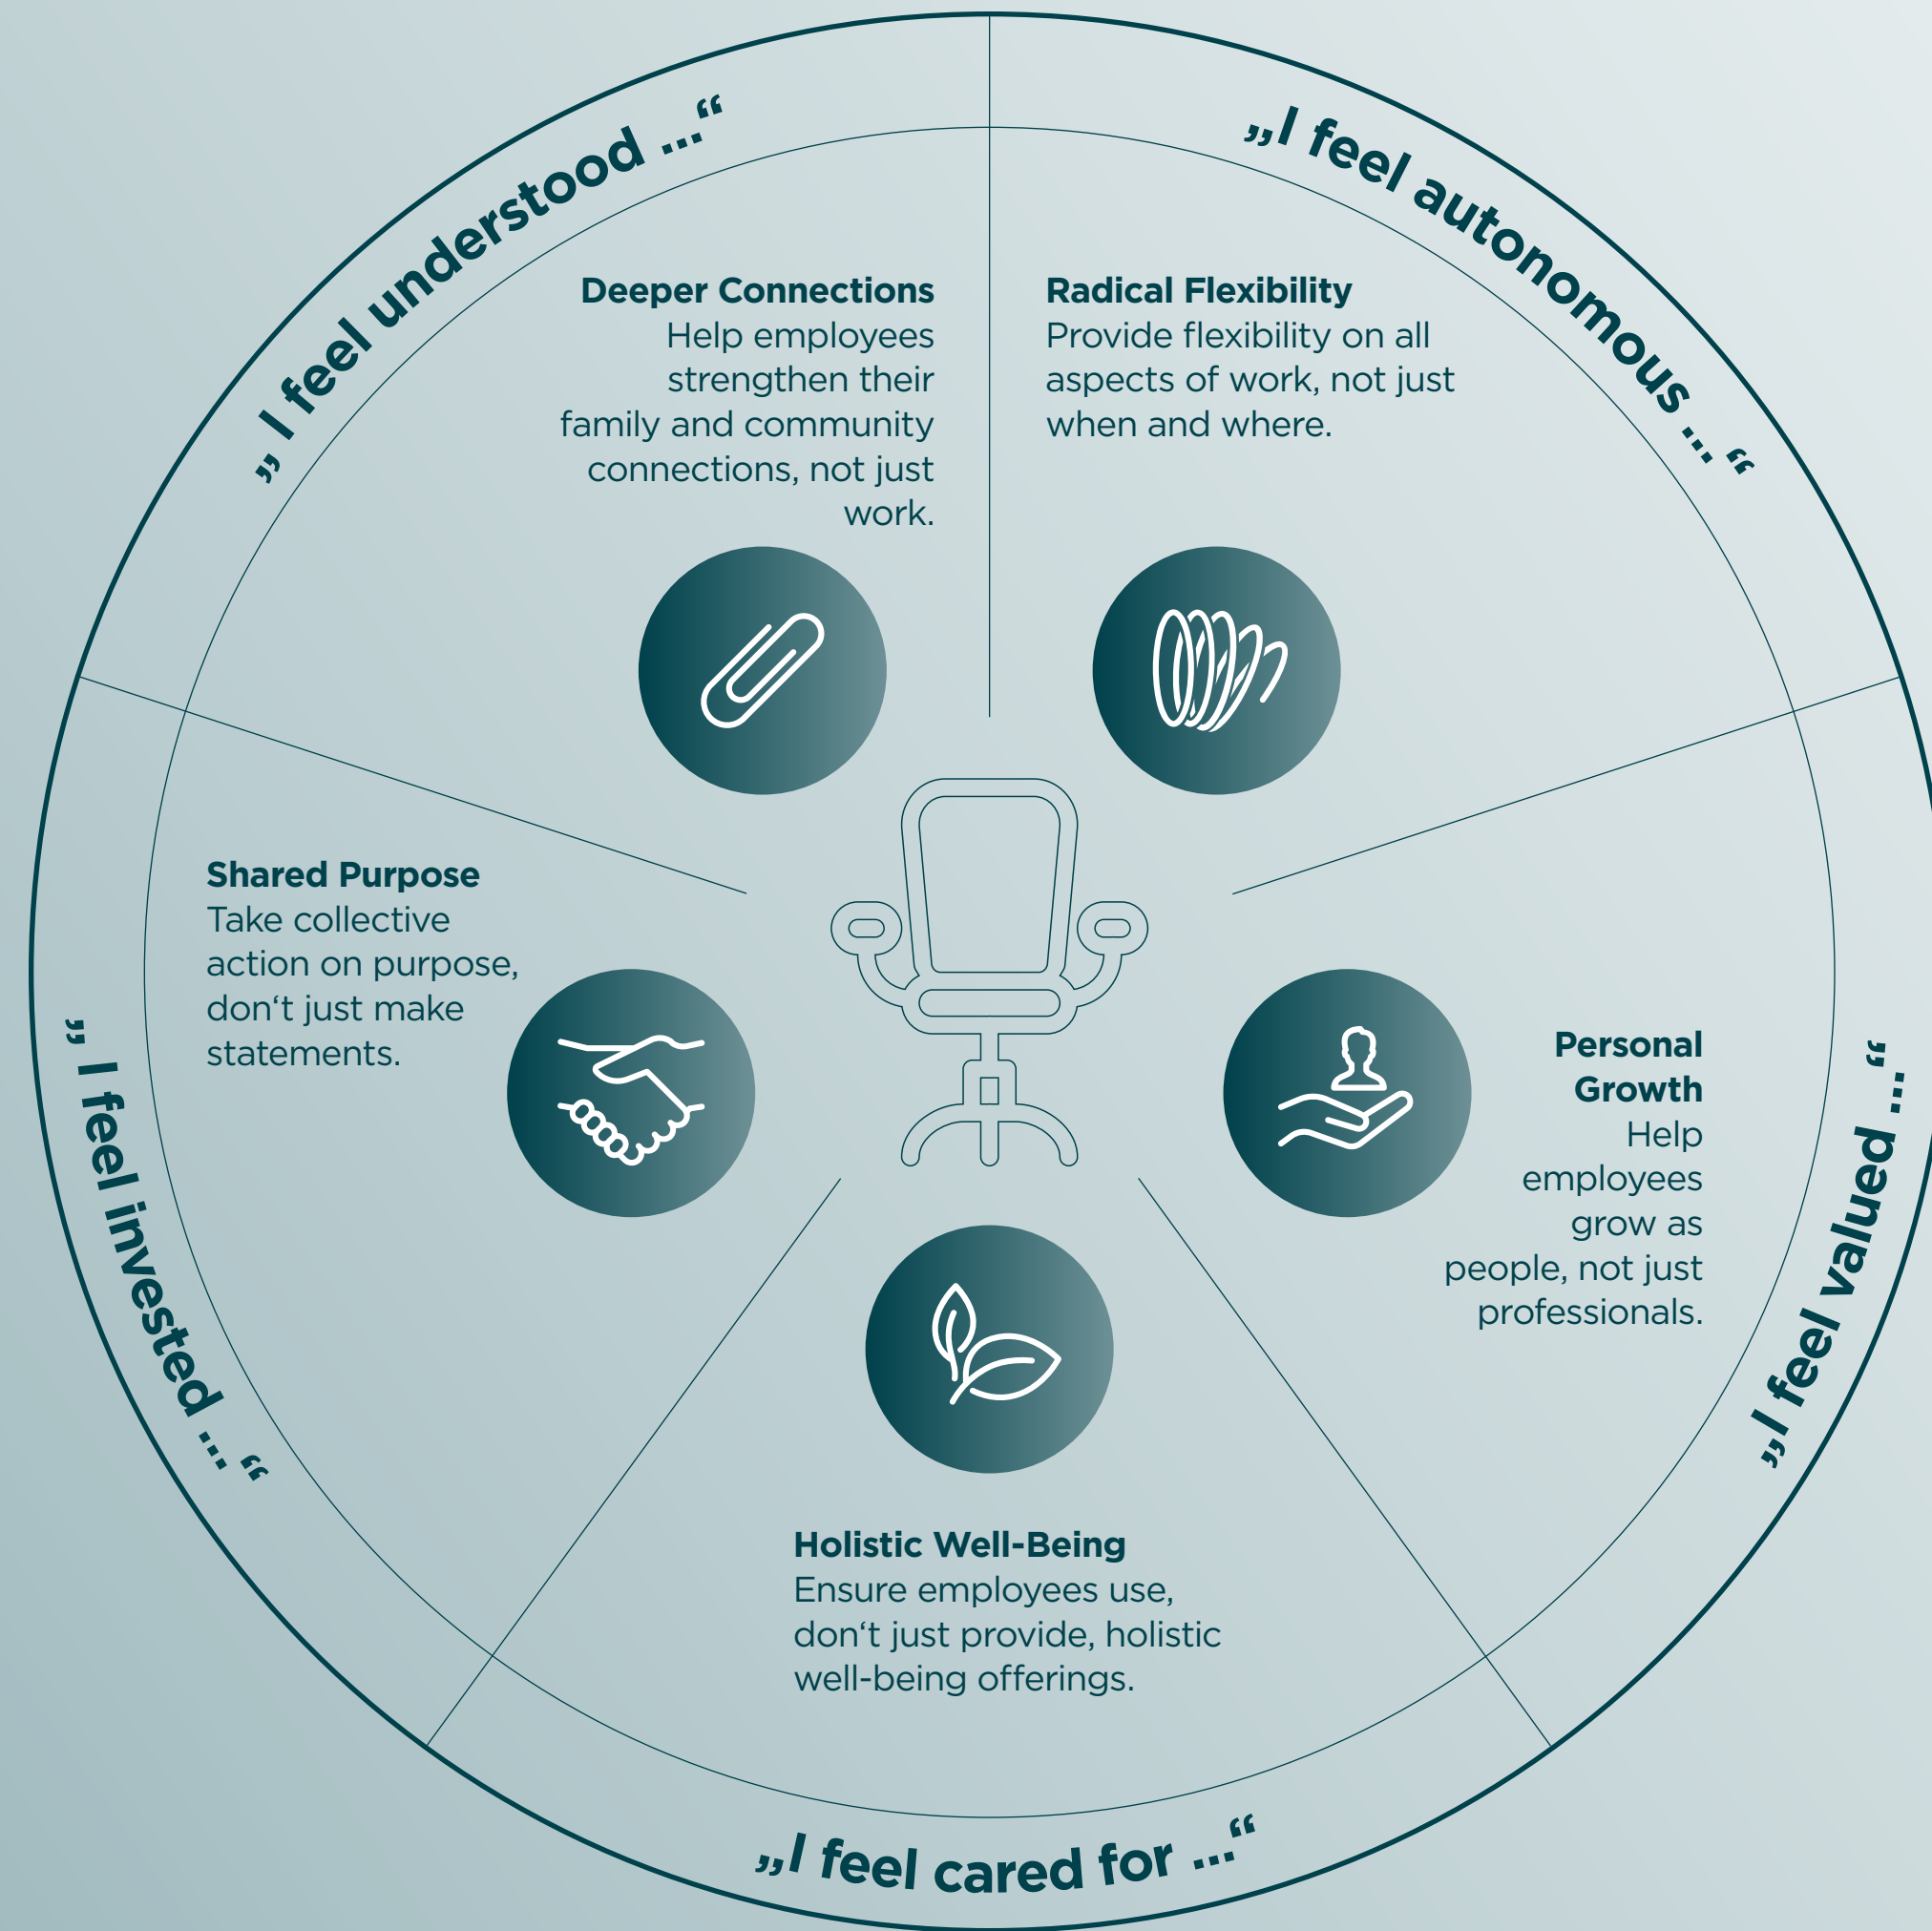 „I feel understood ...“
„I feel autonomous ...“
Deeper Connections
Help employees
strengthen their
family and community
connections, not just
work.
Radical Flexibility
Provide flexibility on all
aspects of work, not just
when and where.
Shared Purpose
Take collective
action on purpose,
don‘t just make
statements.
„I feel invested ...“
Personal
Growth
Help
employees
grow as
people, not just
professionals.
„I feel valued ...“
Holistic Well-Being
Ensure employees use,
don‘t just provide, holistic
well-being offerings.
„I feel cared for ...“